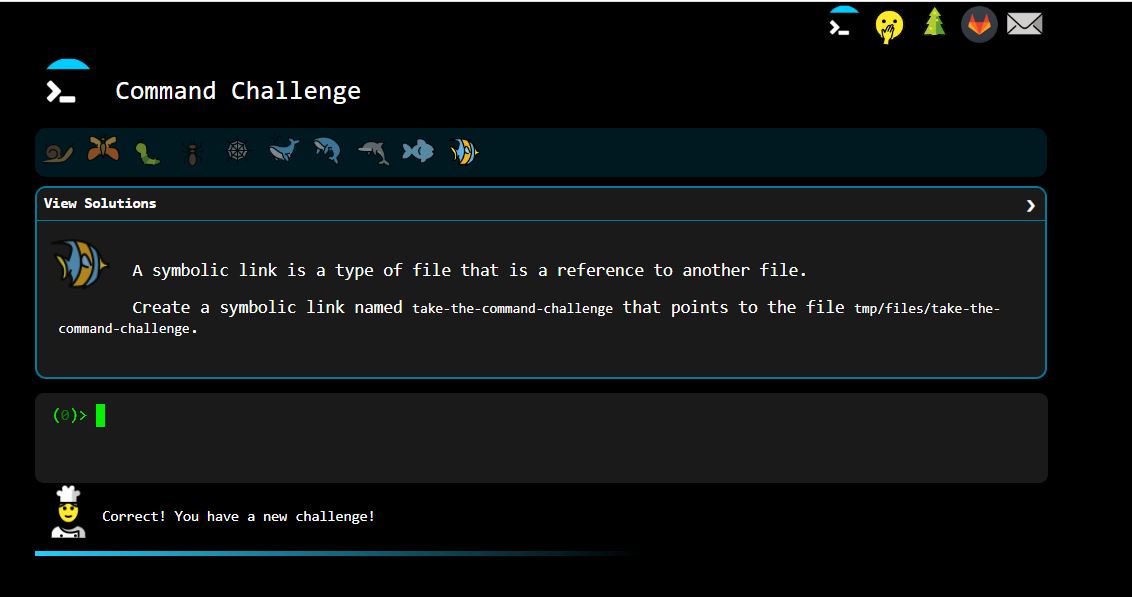 Command Challenge
View Solutions
A symbolic link is a type of file that is a reference to another file.
Create a symbolic link named take-the-command-challenge that points to the file tmp/files/take-the-
command-challenge.
(0)>
Correct! You have a new challenge!